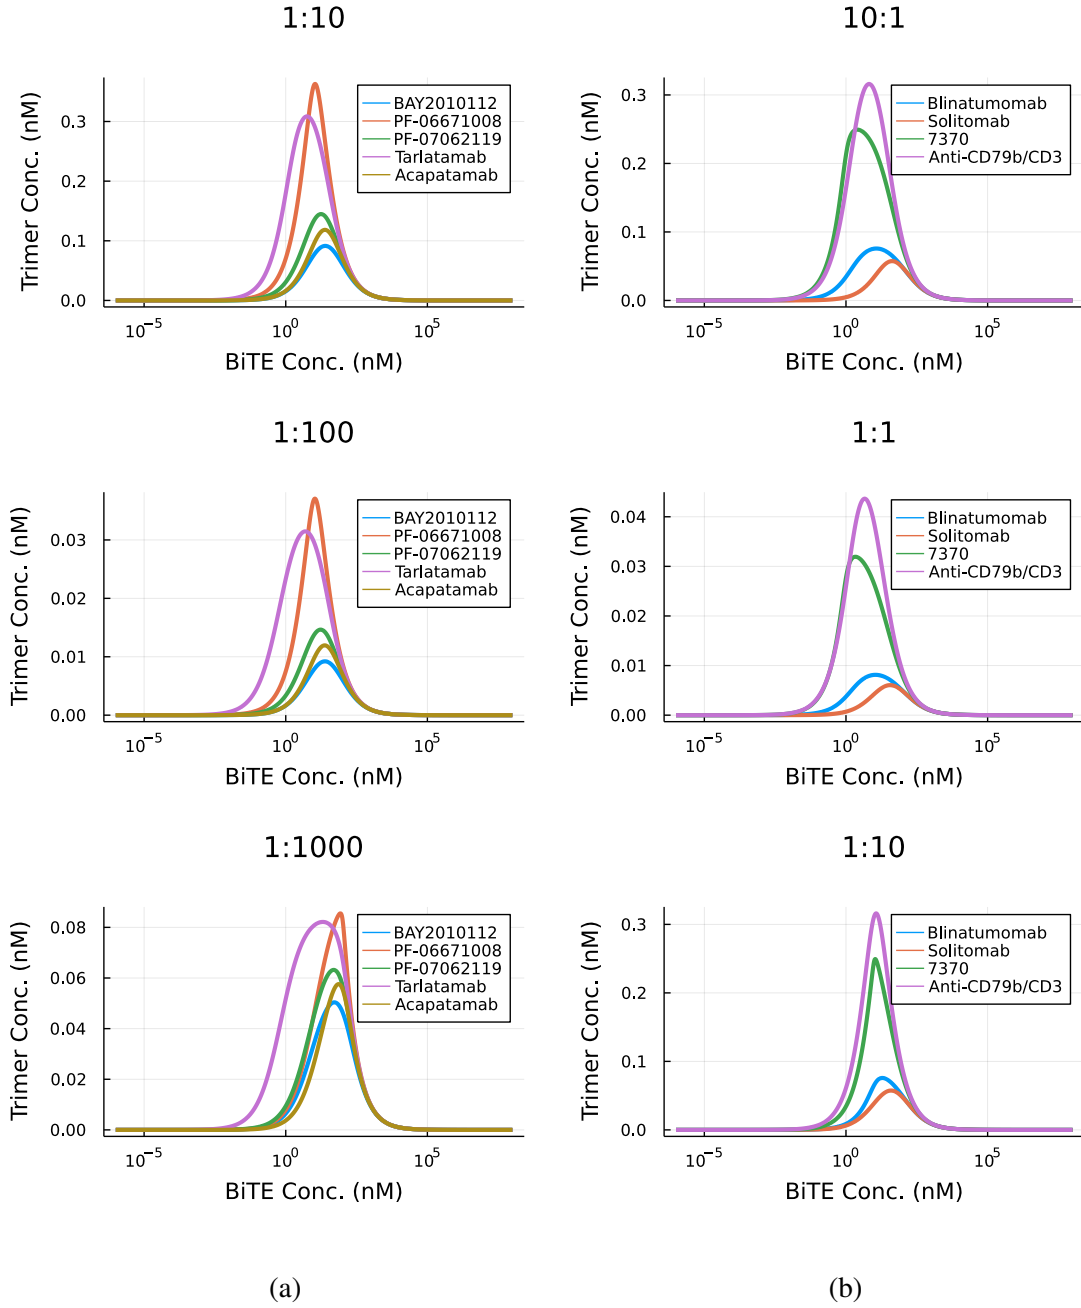 1:10
Trimer Conc. (nM)
0.3
0.2
0.1
0.0
BAY2010112
PF-06671008
PF-07062119
Tarlatamab
Acapatamab
10⁻⁵
10⁰
10⁵
BiTE Conc. (nM)
10:1
Trimer Conc. (nM)
0.3
0.2
0.1
0.0
Blinatumomab
Solitomab
7370
Anti-CD79b/CD3
10⁻⁵
10⁰
10⁵
BiTE Conc. (nM)
1:100
Trimer Conc. (nM)
0.03
0.02
0.01
0.00
BAY2010112
PF-06671008
PF-07062119
Tarlatamab
Acapatamab
10⁻⁵
10⁰
10⁵
BiTE Conc. (nM)
1:1
Trimer Conc. (nM)
0.04
0.03
0.02
0.01
0.00
Blinatumomab
Solitomab
7370
Anti-CD79b/CD3
10⁻⁵
10⁰
10⁵
BiTE Conc. (nM)
1:1000
Trimer Conc. (nM)
0.08
0.06
0.04
0.02
0.00
BAY2010112
PF-06671008
PF-07062119
Tarlatamab
Acapatamab
10⁻⁵
10⁰
10⁵
BiTE Conc. (nM)
1:10
Trimer Conc. (nM)
0.3
0.2
0.1
0.0
Blinatumomab
Solitomab
7370
Anti-CD79b/CD3
10⁻⁵
10⁰
10⁵
BiTE Conc. (nM)
(a)
(b)